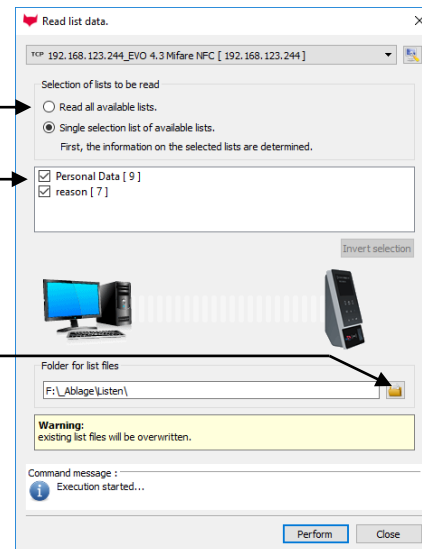 Read list data.
TCP 192.168.123.244_EVO 4.3 Mifare NFC [ 192.168.123.244 ]
Selection of lists to be read
Read all available lists.
Single selection list of available lists.
First, the information on the selected lists are determined.
Personal Data [ 9 ]
reason [ 7 ]
Invert selection
Folder for list files
F:\_Ablage\Listen\
Warning:
existing list files will be overwritten.
Command message :
Execution started...
Perform Close